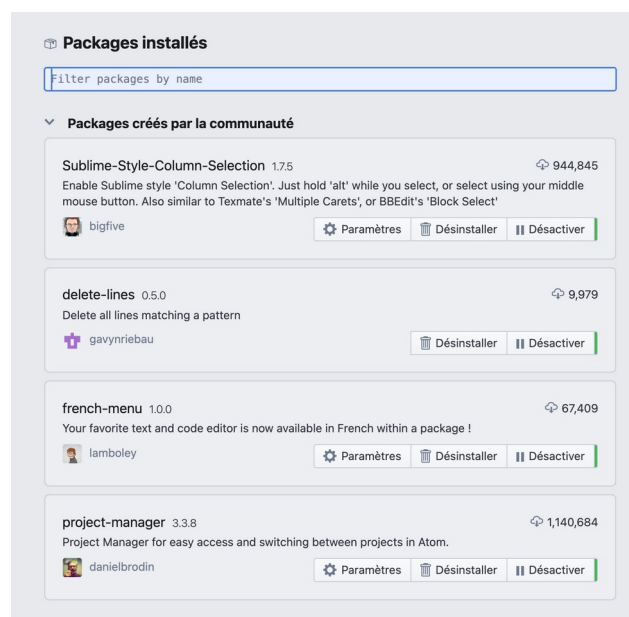 Packages installés
Filter packages by name
Packages créés par la communauté
Sublime-Style-Column-Selection 1.7.5 944,845
Enable Sublime style 'Column Selection'. Just hold 'alt' while you select, or select using your middle
mouse button. Also similar to Texmate's 'Multiple Carets', or BBEdit's 'Block Select'
bigfive Paramètres Désinstaller Désactiver
delete-lines 0.5.0 9,979
Delete all lines matching a pattern
gavynriebau Désinstaller Désactiver
french-menu 1.0.0 67,409
Your favorite text and code editor is now available in French within a package !
lamboley Paramètres Désinstaller Désactiver
project-manager 3.3.8 1,140,684
Project Manager for easy access and switching between projects in Atom.
danielbrodin Paramètres Désinstaller Désactiver